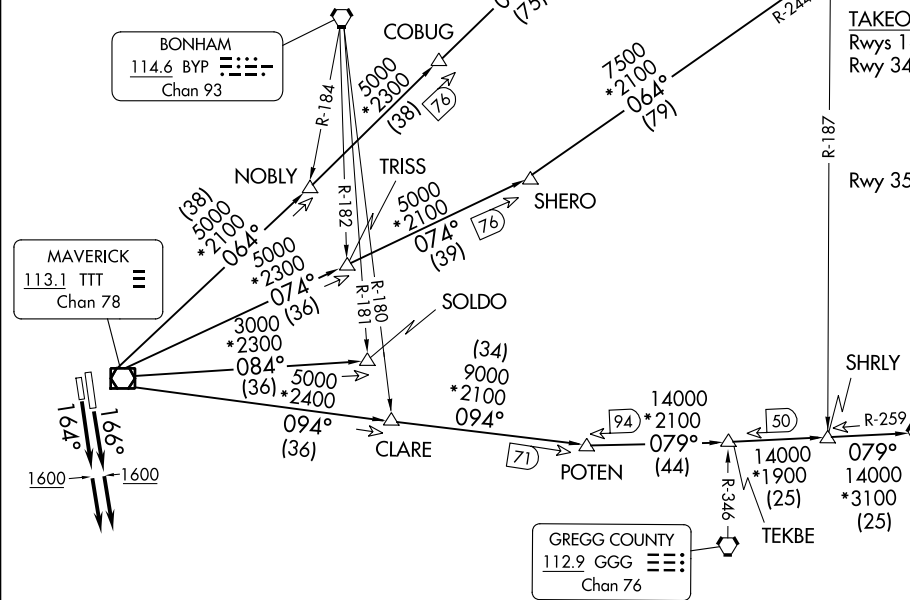 (75)
R-244
TAKEO
Rwys 1
Rwy 34
Rwy 35
BONHAM
114.6 BYP
Chan 93
COBUG
5000
*2300
(38)
76
R-184
7500
*2100
064°
(79)
R-187
NOBLY
TRISS
R-182
5000
*2100
074°
(39)
76
SHERO
(38)
5000
*2100
064°
MAVERICK
113.1 TTT
Chan 78
5000
*2300
074°
(36)
R-181
R-180
SOLDO
3000
*2300
084°
(36)
5000
*2400
094°
(36)
CLARE
(34)
9000
*2100
094°
71
POTEN
94
14000
*2100
079°
(44)
50
SHRLY
R-259
14000
*1900
(25)
079°
14000
*3100
(25)
TEKBE
R-346
164°
166°
1600
1600
GREGG COUNTY
112.9 GGG
Chan 76